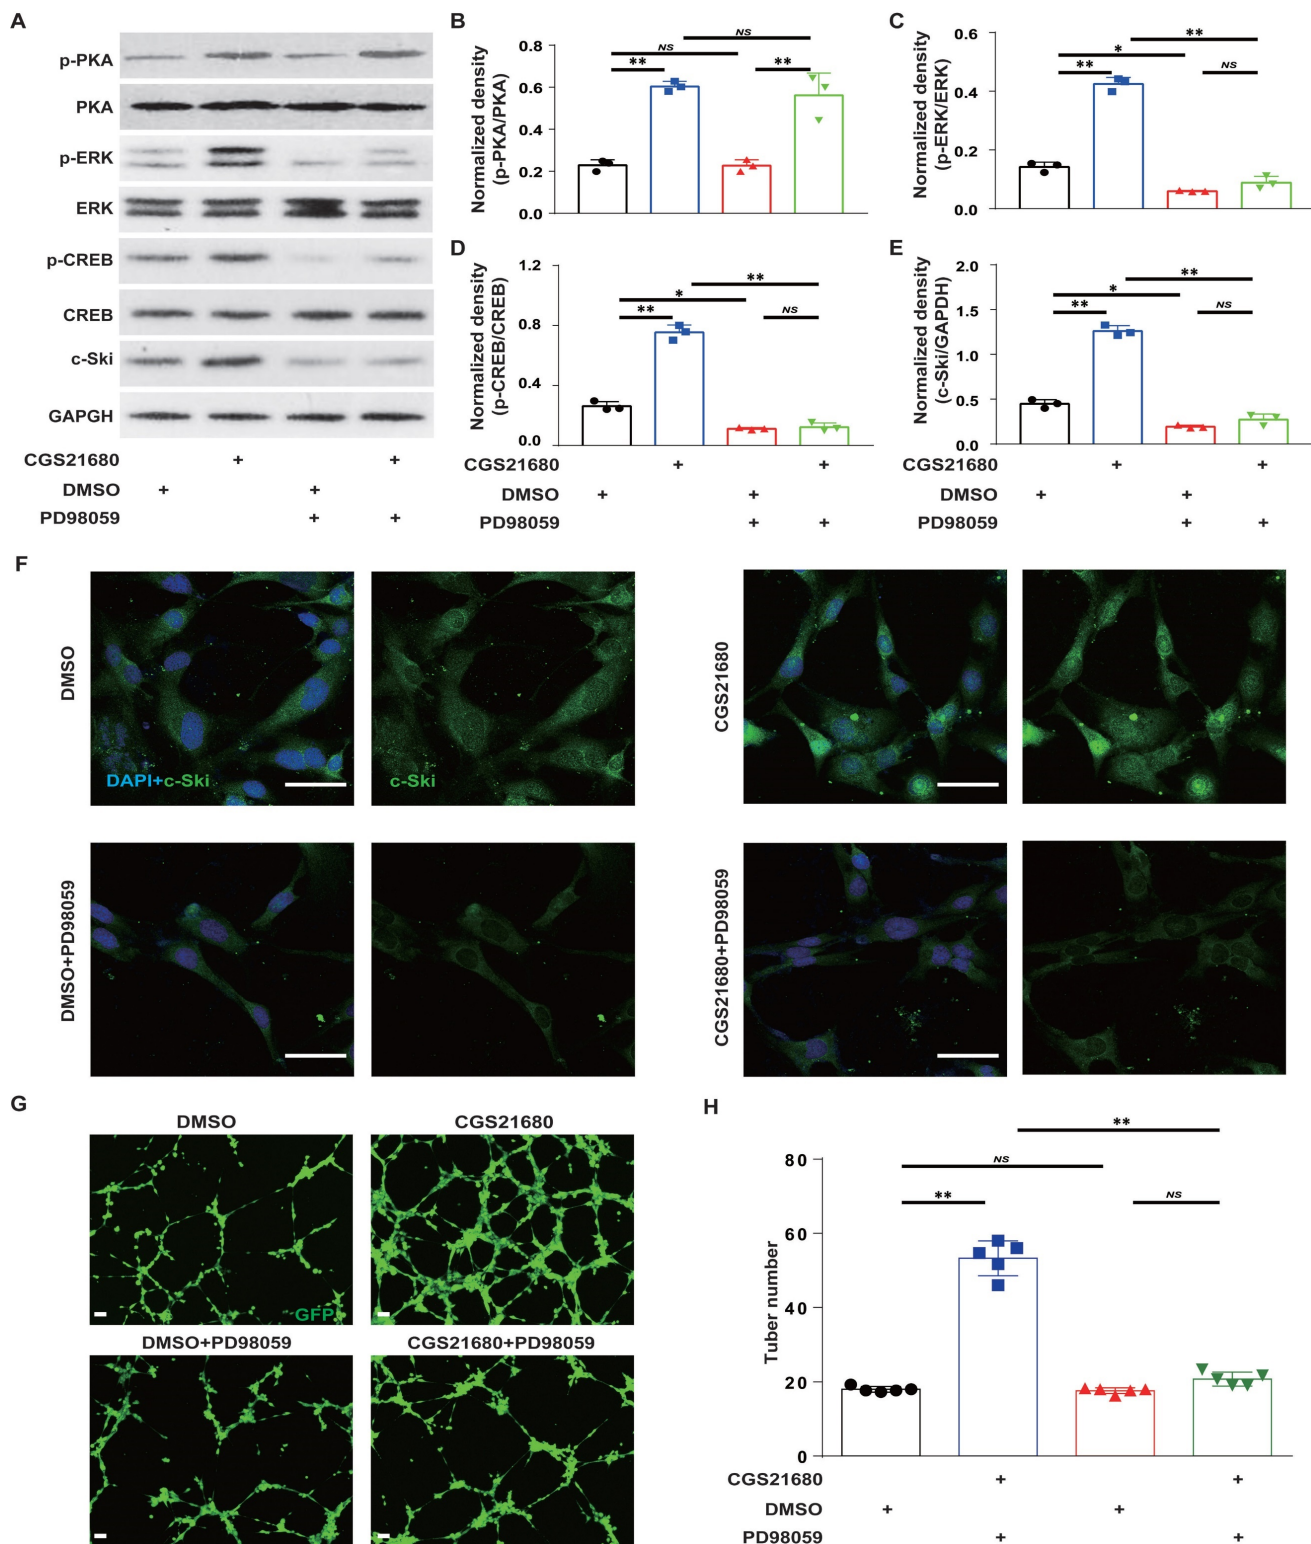 A
p-PKA
PKA
p-ERK
ERK
p-CREB
CREB
c-Ski
GAPGH
CGS21680 + +
DMSO + +
PD98059 + +
B
Normalized density
(p-PKA/PKA)
0.8
0.6
0.4
0.2
0.0
NS
NS
** **
C
Normalized density
(p-ERK/ERK)
0.6
0.4
0.2
0.0
**
*
** NS
D
Normalized density
(p-CREB/CREB)
1.2
0.8
0.4
0.0
**
*
** NS
CGS21680 + +
DMSO + +
PD98059 + +
E
Normalized density
(c-Ski/GAPDH)
2.0
1.5
1.0
0.5
0.0
**
*
** NS
CGS21680 + +
DMSO + +
PD98059 + +
F
DMSO
DAPI+c-Ski
c-Ski
CGS21680
DMSO+PD98059
CGS21680+PD98059
G
DMSO
CGS21680
GFP
DMSO+PD98059
CGS21680+PD98059
H
Tuber number
80
60
40
20
0
**
NS
** NS
CGS21680 + +
DMSO + +
PD98059 + +